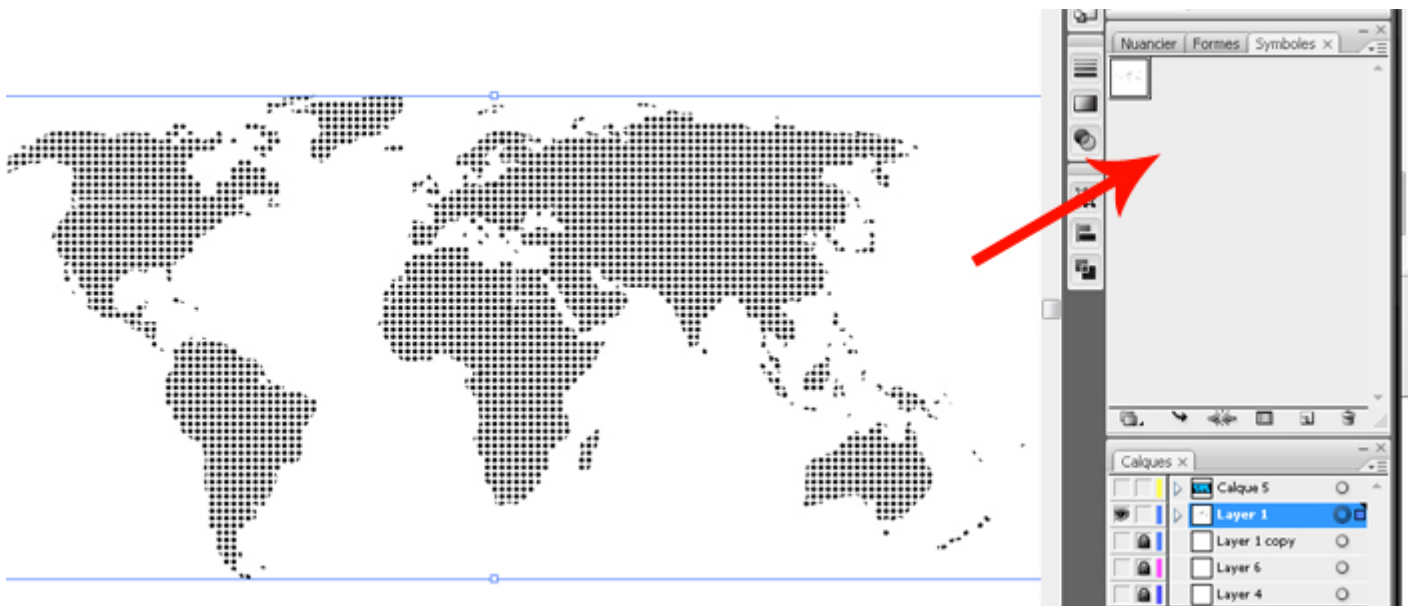 Nuancier Formes Symboles ×
Calques ×
Calque 5
Layer 1
Layer 1 copy
Layer 6
Layer 4